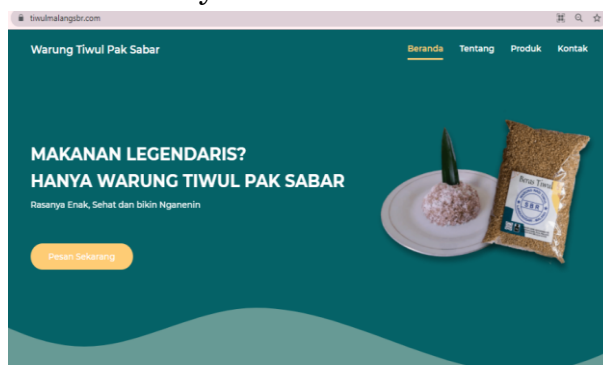 tiwulmalangsbr.com
Warung Tiwul Pak Sabar
Beranda Tentang Produk Kontak
MAKANAN LEGENDARIS?
HANYA WARUNG TIWUL PAK SABAR
Rasanya Enak, Sehat dan bikin Nganenin
Pesan Sekarang
Beras Tiwul
SBR